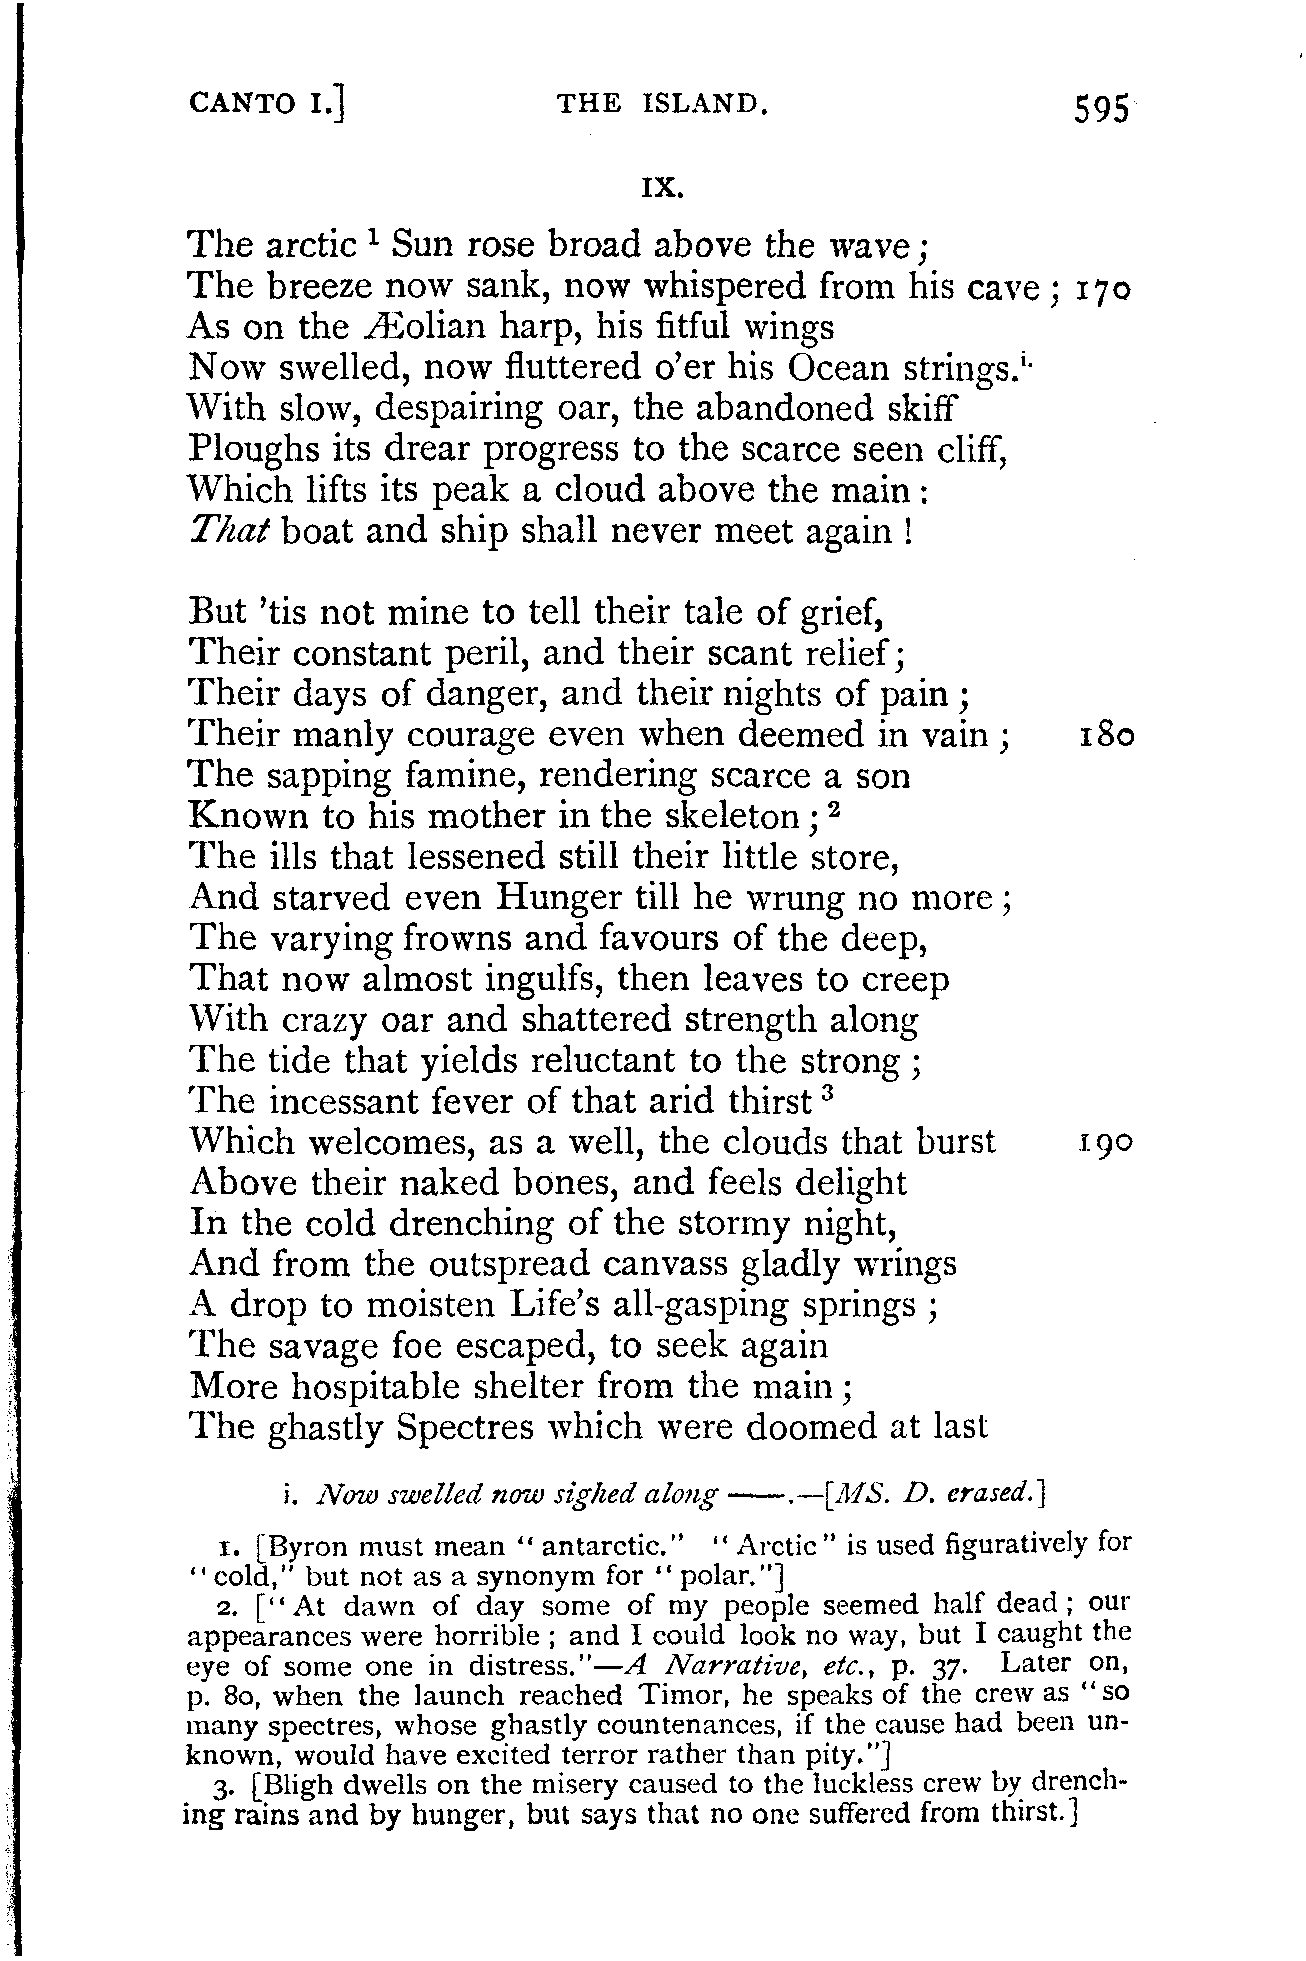 CANTO I.] THE ISLAND. 595
IX.
The arctic ¹ Sun rose broad above the wave;
The breeze now sank, now whispered from his cave; 170
As on the Æolian harp, his fitful wings
Now swelled, now fluttered o'er his Ocean strings.i.
With slow, despairing oar, the abandoned skiff
Ploughs its drear progress to the scarce seen cliff,
Which lifts its peak a cloud above the main:
That boat and ship shall never meet again!
But 'tis not mine to tell their tale of grief,
Their constant peril, and their scant relief;
Their days of danger, and their nights of pain;
Their manly courage even when deemed in vain; 180
The sapping famine, rendering scarce a son
Known to his mother in the skeleton; ²
The ills that lessened still their little store,
And starved even Hunger till he wrung no more;
The varying frowns and favours of the deep,
That now almost ingulfs, then leaves to creep
With crazy oar and shattered strength along
The tide that yields reluctant to the strong;
The incessant fever of that arid thirst ³
Which welcomes, as a well, the clouds that burst 190
Above their naked bones, and feels delight
In the cold drenching of the stormy night,
And from the outspread canvass gladly wrings
A drop to moisten Life's all-gasping springs;
The savage foe escaped, to seek again
More hospitable shelter from the main;
The ghastly Spectres which were doomed at last
i. Now swelled now sighed along ——.—[MS. D. erased.]
1. [Byron must mean "antarctic." "Arctic" is used figuratively for
"cold," but not as a synonym for "polar."]
2. ["At dawn of day some of my people seemed half dead; our
appearances were horrible; and I could look no way, but I caught the
eye of some one in distress."—A Narrative, etc., p. 37. Later on,
p. 80, when the launch reached Timor, he speaks of the crew as "so
many spectres, whose ghastly countenances, if the cause had been un-
known, would have excited terror rather than pity."]
3. [Bligh dwells on the misery caused to the luckless crew by drench-
ing rains and by hunger, but says that no one suffered from thirst.]